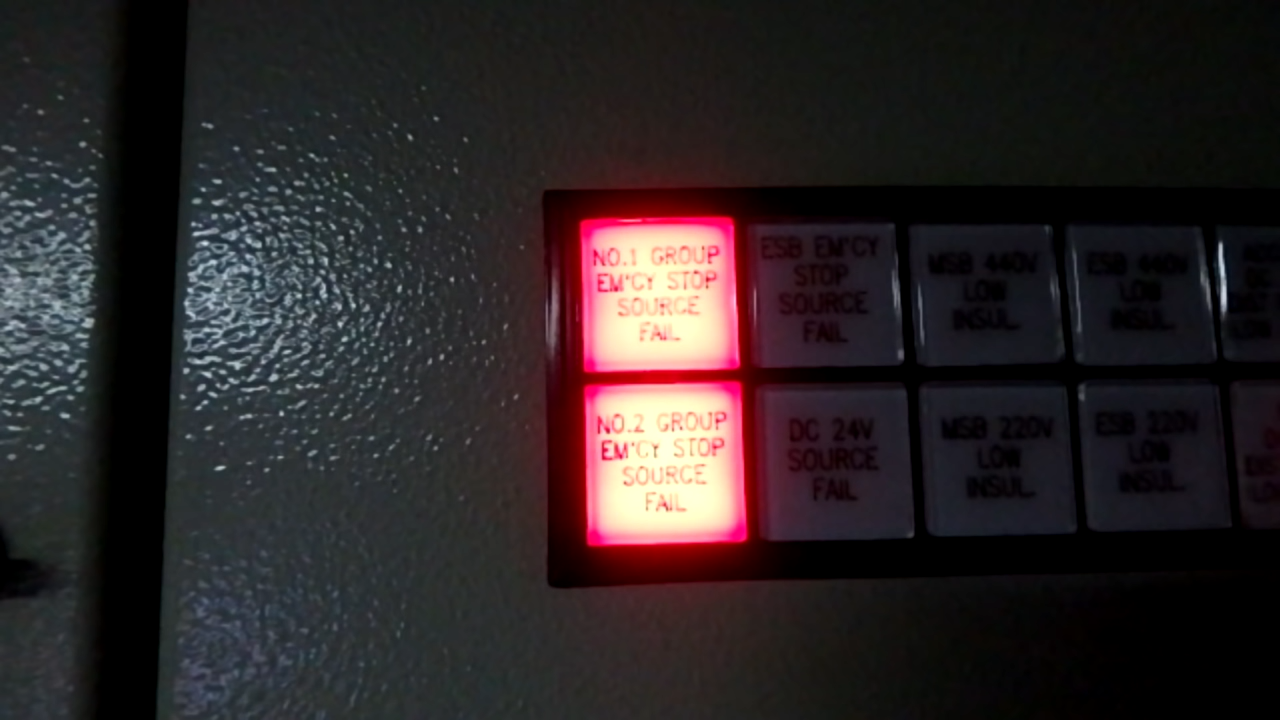 NO.1 GROUP
EM'CY STOP
SOURCE
FAIL
ESB EM'CY
STOP
SOURCE
FAIL
MSB 440V
LOW
INSUL.
ESB 440V
LOW
INSUL.
NO.2 GROUP
EM'CY STOP
SOURCE
FAIL
DC 24V
SOURCE
FAIL
MSB 220V
LOW
INSUL.
ESB 220V
LOW
INSUL.